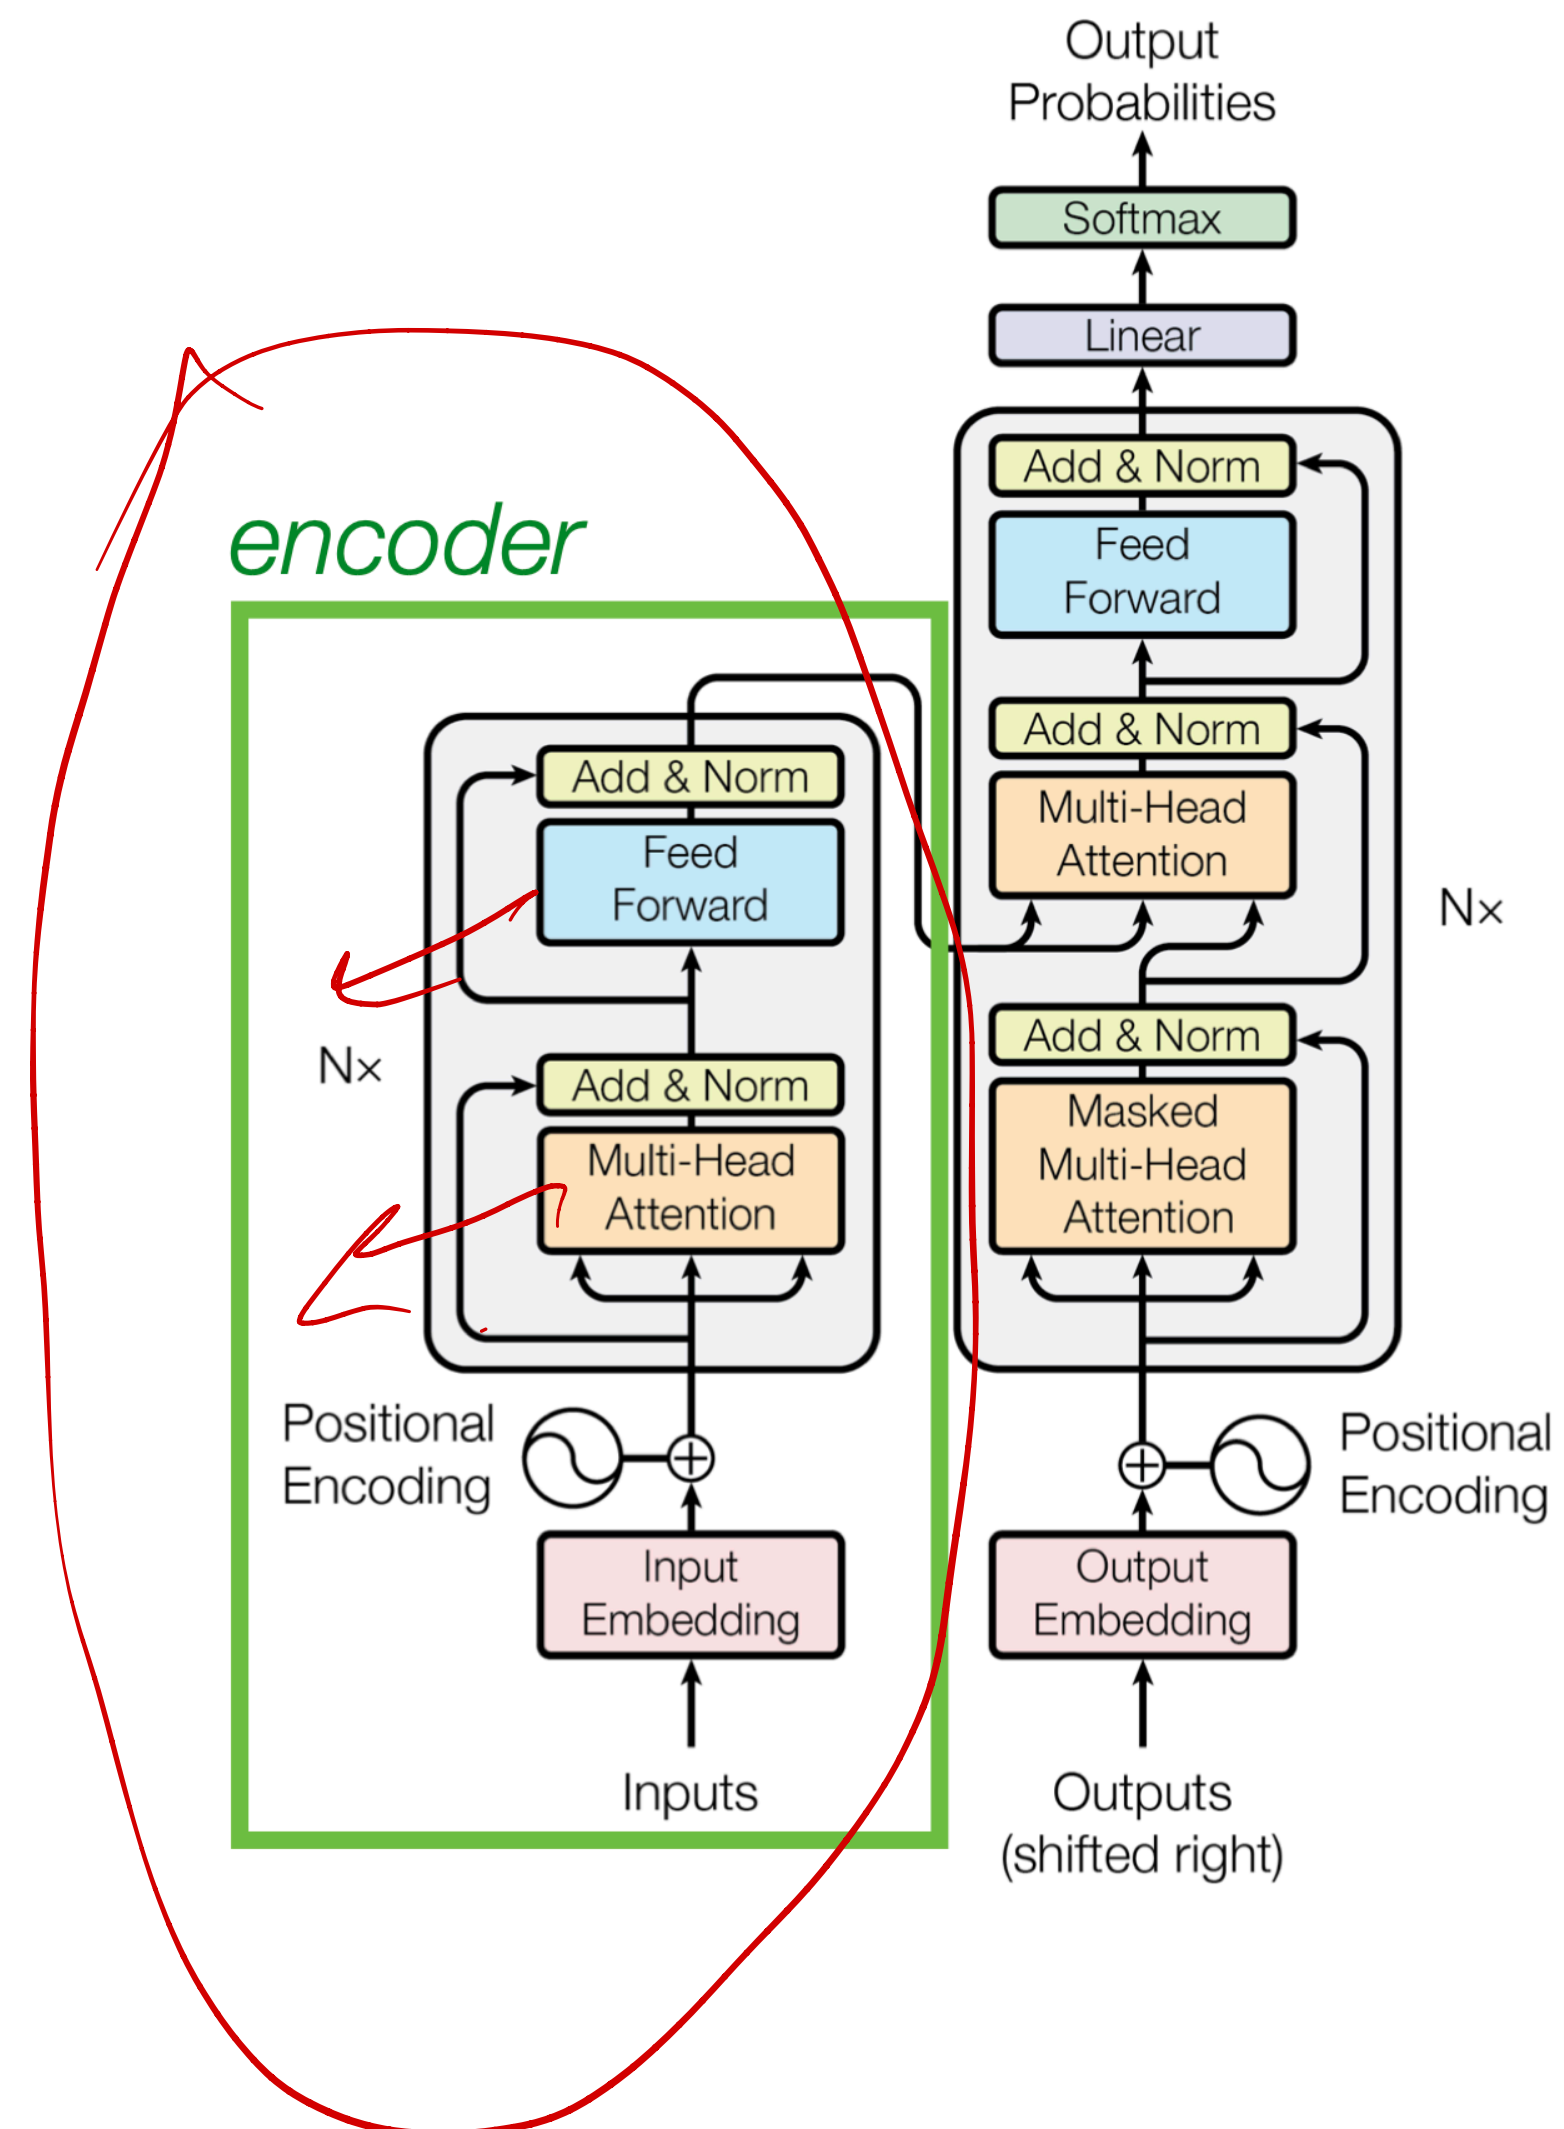 Output
Probabilities
Softmax
Linear
Add & Norm
Feed
Forward
Add & Norm
Multi-Head
Attention
Nx
Add & Norm
Masked
Multi-Head
Attention
Positional
Encoding
Output
Embedding
Outputs
(shifted right)
encoder
Add & Norm
Feed
Forward
Nx
Add & Norm
Multi-Head
Attention
Positional
Encoding
Input
Embedding
Inputs